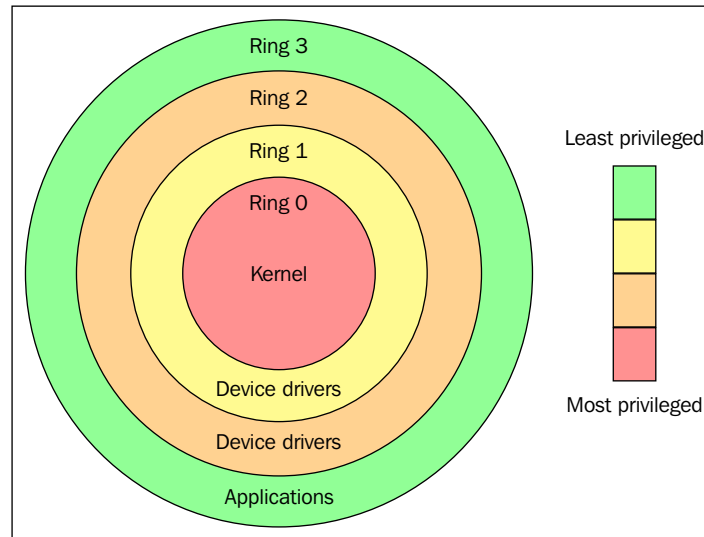 Ring 3
Ring 2
Ring 1
Ring 0
Kernel
Device drivers
Device drivers
Applications
Least privileged
Most privileged